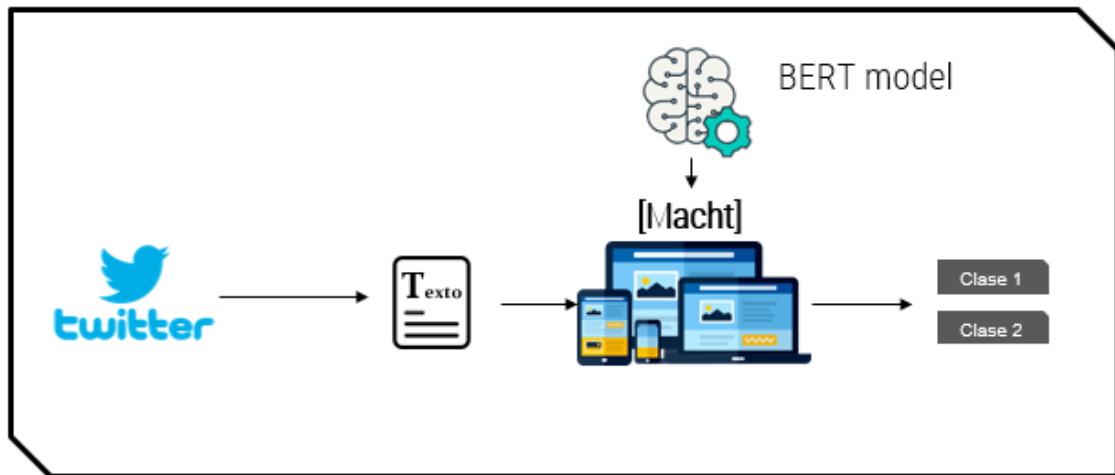 BERT model
[Macht]
twitter
Texto
Clase 1
Clase 2